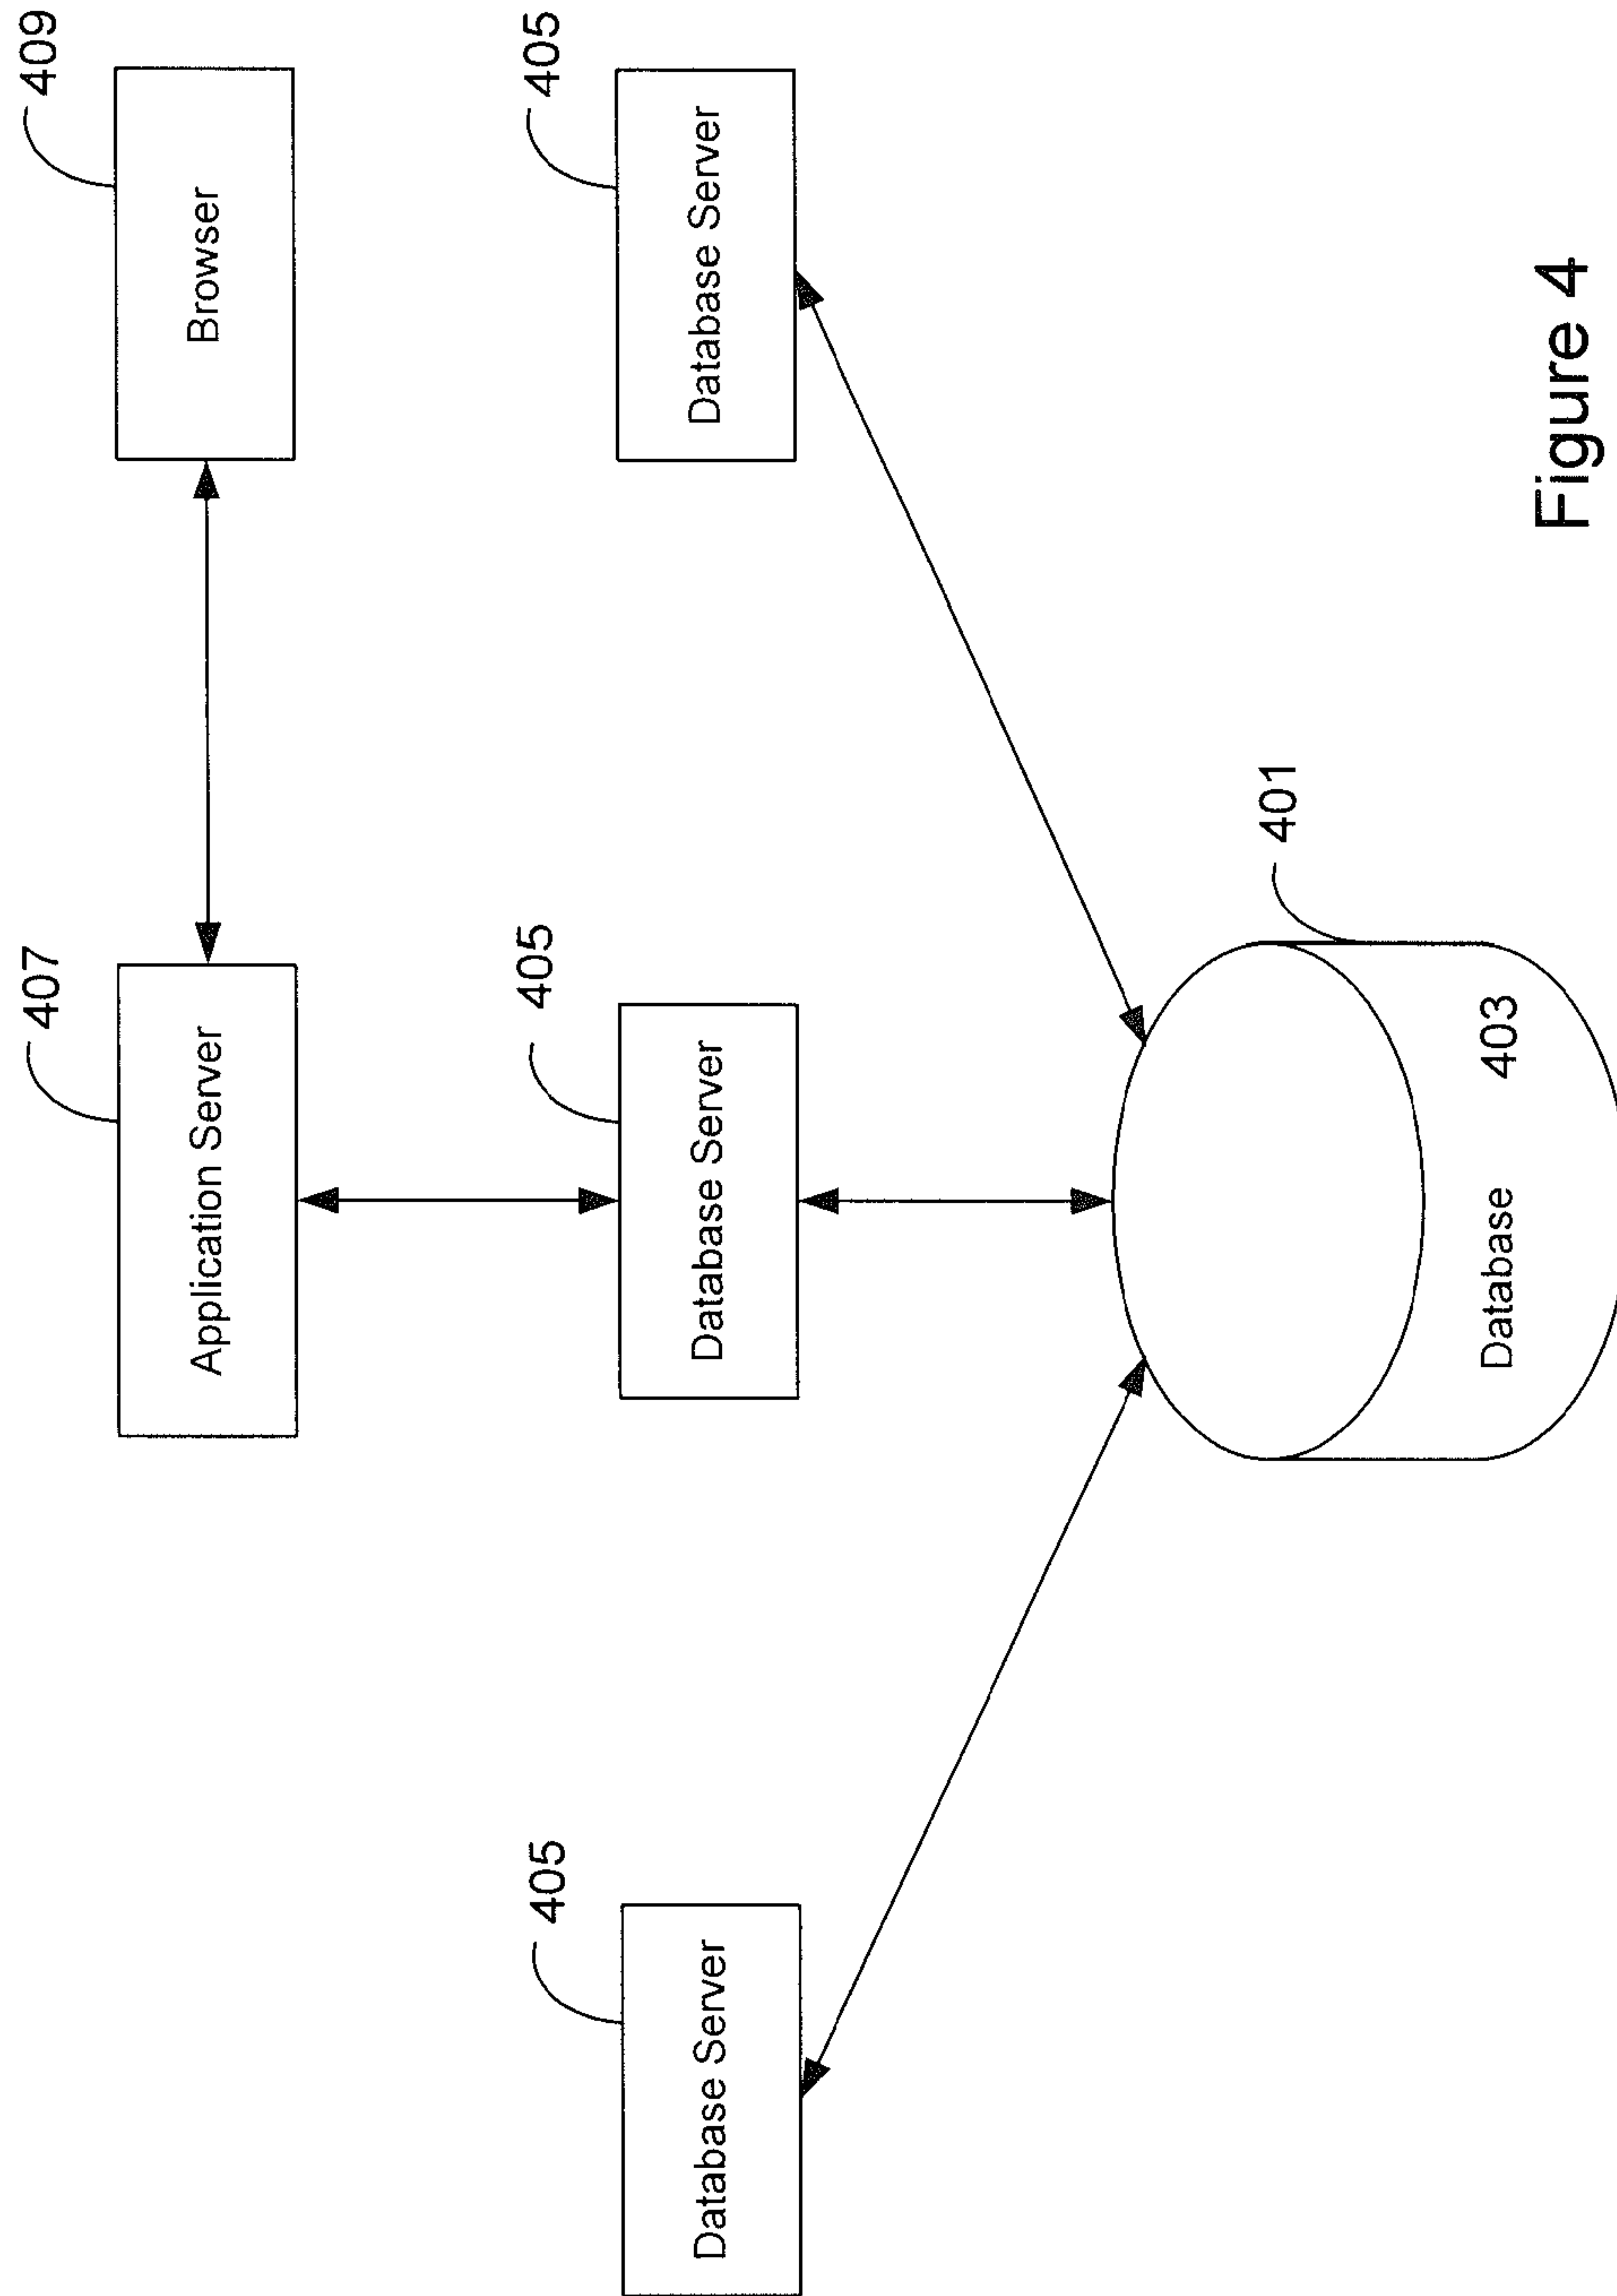 407
409
Application Server
Browser
405
405
405
Database Server
Database Server
Database Server
401
Database
403
Figure 4